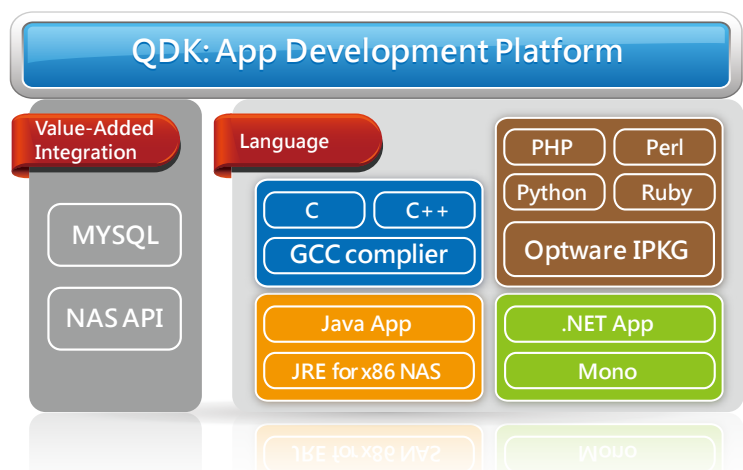 QDK: App Development Platform
Value-Added
Integration
MYSQL
NAS API
Language
C
C++
GCC complier
PHP
Perl
Python
Ruby
Optware IPKG
Java App
JRE for x86 NAS
.NET App
Mono